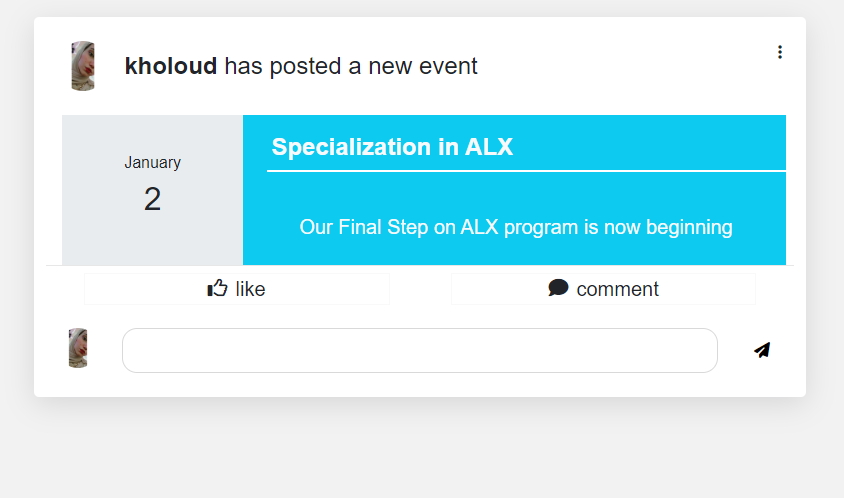 kholoud has posted a new event
January
2
Specialization in ALX
Our Final Step on ALX program is now beginning
like
comment